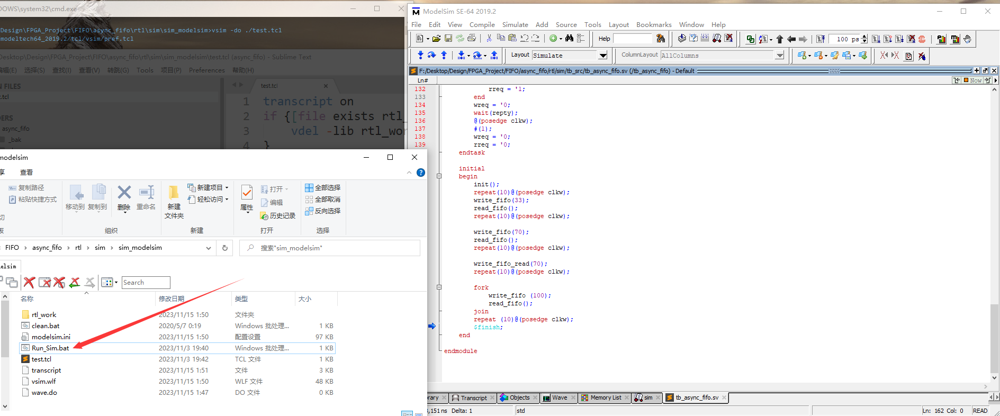 DOWS\system32\cmd.exe
Design\FPGA_Project\FIFO\async_fifo\rtl\sim\sim_modelsim>vsim -do ./test.tcl
modeltech64_2019.2/tcl/vsim/pref.tcl
Desktop\Design\FPGA_Project\FIFO\async_fifo\rtl\sim\sim_modelsim\test.tcl (async_fifo) - Sublime Text
编辑(E) 选择(S) 查找(I) 查看(V) 转跳(G) Tools 项目(P) Preferences 帮助(H)
N FILES
t.tcl
DERS
async_fifo
_bak
test.tcl
1 transcript on
2 if {[file exists rtl_
3 vdel -lib rtl_wor
4 }
modelsim
享 查看
复制路径
粘贴快捷方式
切
板
移动到
复制到
删除
重命名
组织
新建
文件夹
新建项目
轻松访问
新建
属性
打开
编辑
历史记录
打开
全部选择
全部取消
反向选择
选择
FIFO › async_fifo › rtl › sim › sim_modelsim
搜索"sim_modelsim"
elsim
Search
名称 修改日期 类型 大小
rtl_work 2023/11/15 1:50 文件夹
clean.bat 2020/5/7 0:19 Windows 批处理... 1 KB
modelsim.ini 2023/11/15 1:50 配置设置 97 KB
Run_Sim.bat 2023/11/3 19:40 Windows 批处理... 1 KB
test.tcl 2023/11/3 19:42 TCL 文件 1 KB
transcript 2023/11/15 1:51 文件 3 KB
vsim.wlf 2023/11/15 1:50 WLF 文件 48 KB
wave.do 2023/11/15 1:47 DO 文件 0 KB
ModelSim SE-64 2019.2
File Edit View Compile Simulate Add Source Tools Layout Bookmarks Window Help
Help
100 ps
Layout Simulate
ColumnLayout AllColumns
F:/Desktop/Design/FPGA_Project/FIFO/async_fifo/rtl/sim/tb_src/tb_async_fifo.sv (/tb_async_fifo) - Default
Ln#
Now
132 rreq = '1;
133 end
134 wreq = '0;
135 wait(repty);
136 @(posedge clkw);
137 #(1);
138 wreq = '0;
139 rreq = '0;
endtask
initial
begin
init();
repeat(10)@(posedge clkw);
write_fifo(33);
read_fifo();
repeat(10)@(posedge clkw);
write_fifo(70);
read_fifo();
repeat(10)@(posedge clkw);
write_fifo_read(70);
repeat(10)@(posedge clkw);
fork
write_fifo (100);
read_fifo();
join
repeat (10)@(posedge clkw);
$finish;
end
endmodule
rary Transcript Objects Wave Memory List sim tb_async_fifo.sv
,151 ns Delta: 1 std Ln: 162 Col: 0 READ